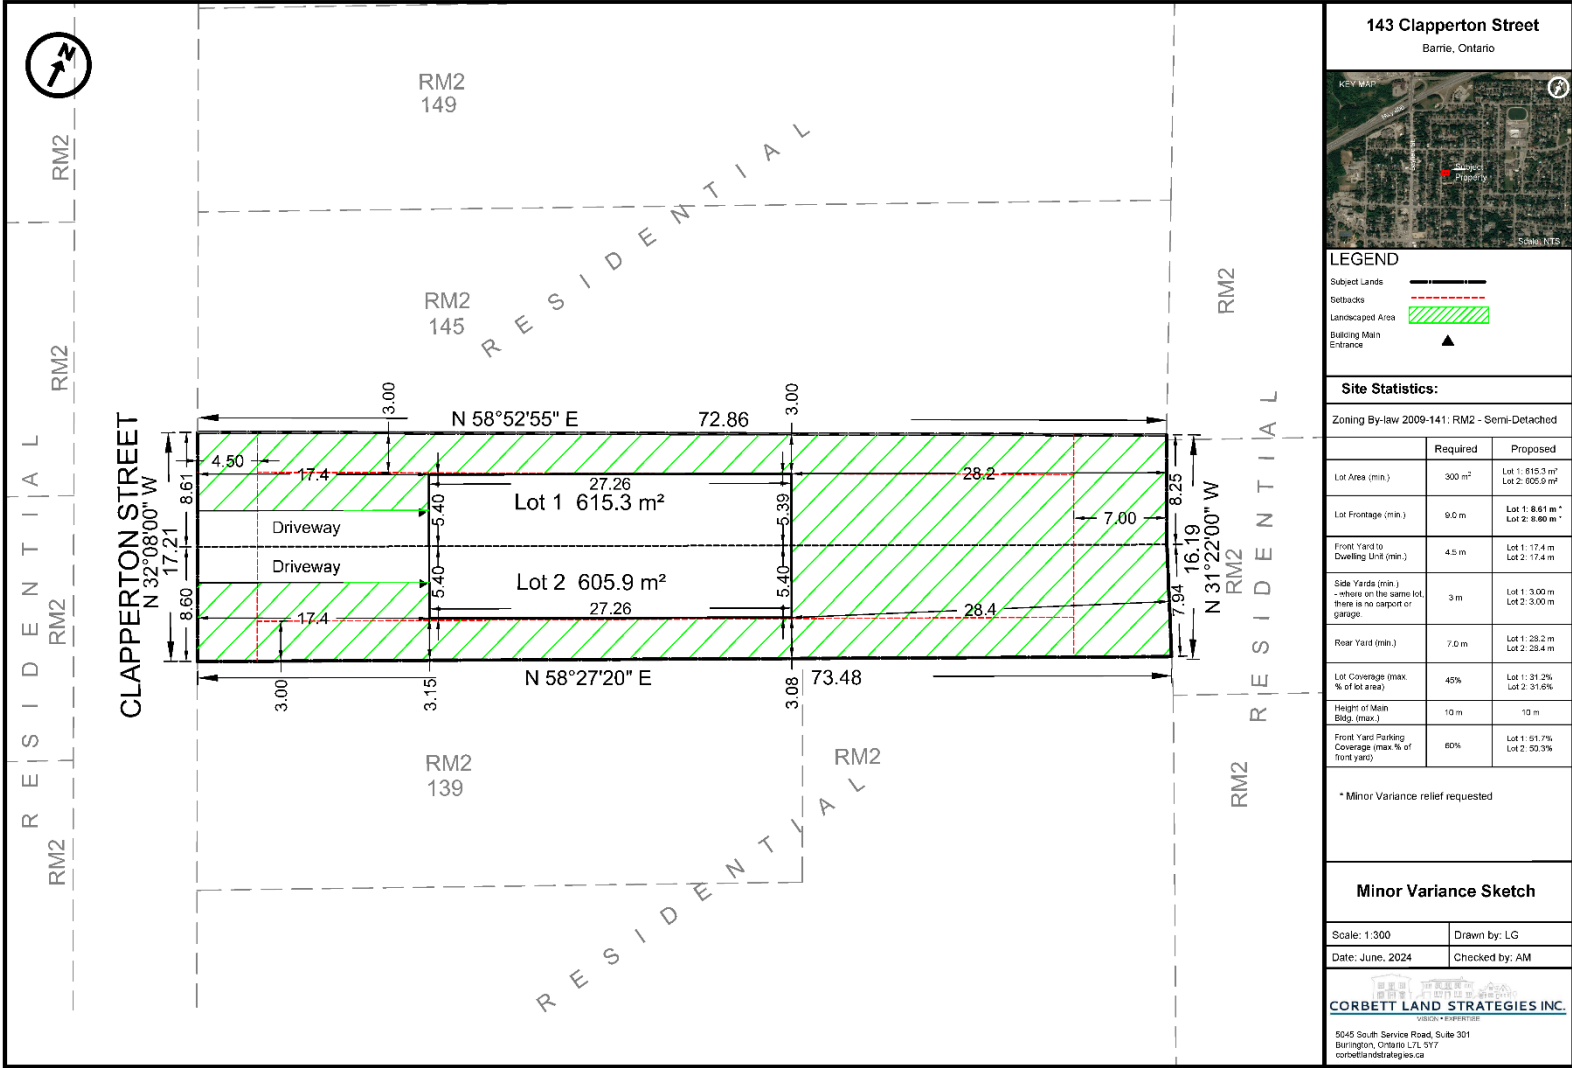 N
RM2
149
RM2
145
RM2
139
RM2
RM2
RM2
RM2
RM2
RM2
RM2
RM2
RESIDENTIAL
RESIDENTIAL
RESIDENTIAL
RESIDENTIAL
CLAPPERTON STREET
N 32°08'00" W
17.21
8.61
8.60
N 58°52'55" E
72.86
3.00
3.00
4.50
17.4
27.26
28.2
Lot 1 615.3 m²
5.40
5.39
7.00
8.25
Driveway
Driveway
16.19
N 31°22'00" W
Lot 2 605.9 m²
5.40
5.40
7.94
17.4
27.26
28.4
3.00
3.15
N 58°27'20" E
3.08
73.48
143 Clapperton Street
Barrie, Ontario
KEY MAP
Subject
Property
Scale: NTS
LEGEND
Subject Lands
Setbacks
Landscaped Area
Building Main
Entrance
Site Statistics:
Zoning By-law 2009-141: RM2 - Semi-Detached
Required Proposed
Lot Area (min.) 300 m² Lot 1: 615.3 m²
Lot 2: 605.9 m²
Lot Frontage (min.) 9.0 m Lot 1: 8.61 m *
Lot 2: 8.60 m *
Front Yard to
Dwelling Unit (min.) 4.5 m Lot 1: 17.4 m
Lot 2: 17.4 m
Side Yards (min.)
- where on the same lot,
there is no carport or
garage. 3 m Lot 1: 3.00 m
Lot 2: 3.00 m
Rear Yard (min.) 7.0 m Lot 1: 28.2 m
Lot 2: 28.4 m
Lot Coverage (max.
% of lot area) 45% Lot 1: 31.2%
Lot 2: 31.6%
Height of Main
Bldg. (max.) 10 m 10 m
Front Yard Parking
Coverage (max.% of
front yard) 60% Lot 1: 51.7%
Lot 2: 50.3%
* Minor Variance relief requested
Minor Variance Sketch
Scale: 1:300 Drawn by: LG
Date: June, 2024 Checked by: AM
CORBETT LAND STRATEGIES INC.
VISION • EXPERTISE
5045 South Service Road, Suite 301
Burlington, Ontario L7L 5Y7
corbettlandstrategies.ca